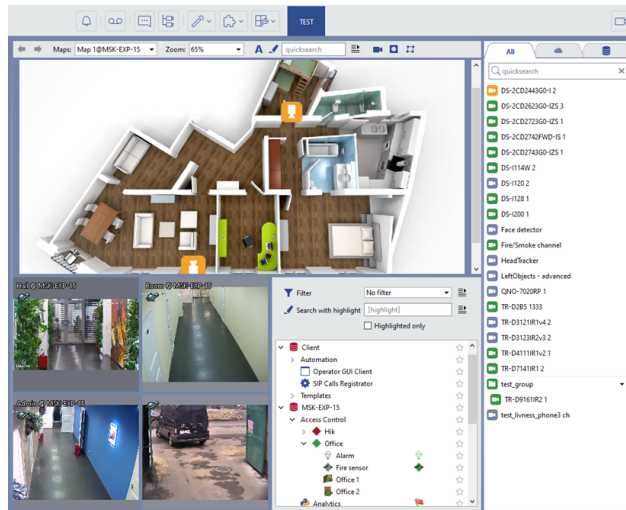 TEST
Maps: Map 1@MSK-EXP-15 Zoom: 65% A quicksearch
All
quicksearch
DS-2CD2443G0-I 2
DS-2CD2623G0-IZS 3
DS-2CD2723G0-IZS 1
DS-2CD2742FWD-IS 1
DS-2CD2743G0-IZS 1
DS-I114W 2
DS-I120 2
DS-I128 1
DS-I200 1
Face detector
Fire/Smoke channel
HeadTracker
LeftObjects - advanced
QNO-7020RP 1
TR-D2B5 1333
TR-D3121IR1v4 2
TR-D3123IR2v3 2
TR-D4111IR1v2 1
TR-D7141IR1 2
test_group
TR-D9161IR2 1
test_livness_phone3 ch
Hall @ MSK-EXP-15
Room @ MSK-EXP-15
Admin @ MSK-EXP-15
Filter No filter
Search with highlight [highlight]
Highlighted only
Client
Automation
Operator GUI Client
SIP Calls Registrator
Templates
MSK-EXP-15
Access Control
Hik
Office
Alarm
Fire sensor
Office 1
Office 2
Analytics